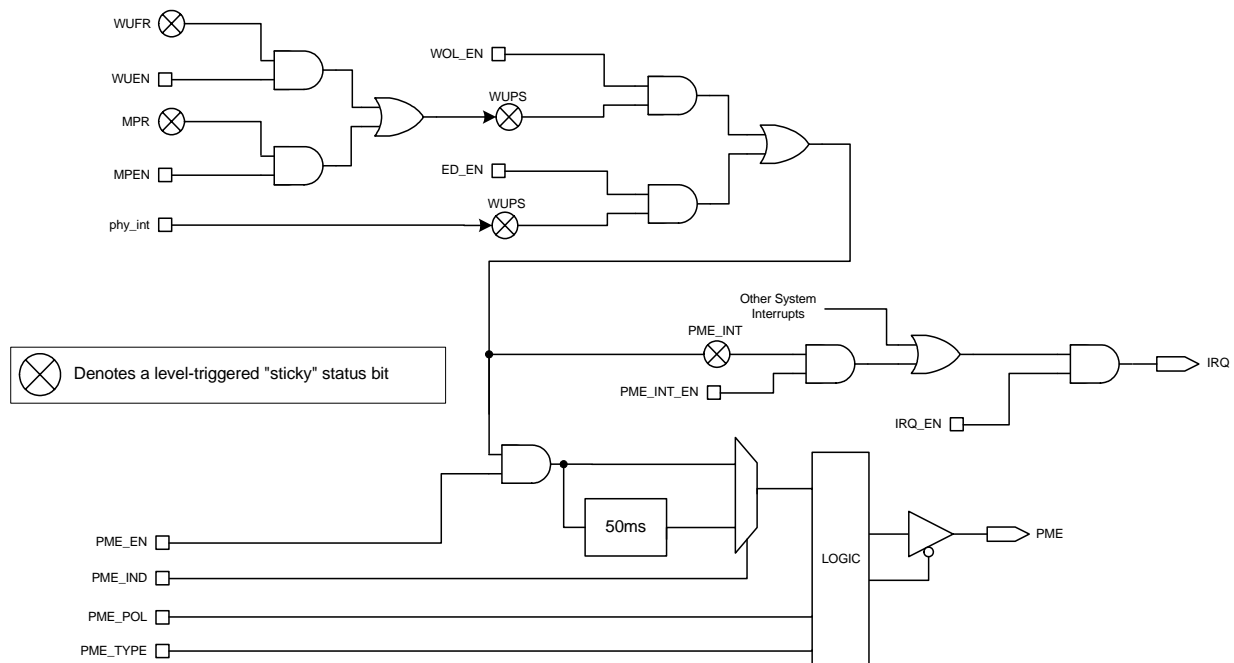 WUFR
WUEN
MPR
MPEN
phy_int
WOL_EN
WUPS
ED_EN
WUPS
Other System
Interrupts
PME_INT
PME_INT_EN
IRQ_EN
IRQ
Denotes a level-triggered "sticky" status bit
50ms
LOGIC
PME
PME_EN
PME_IND
PME_POL
PME_TYPE